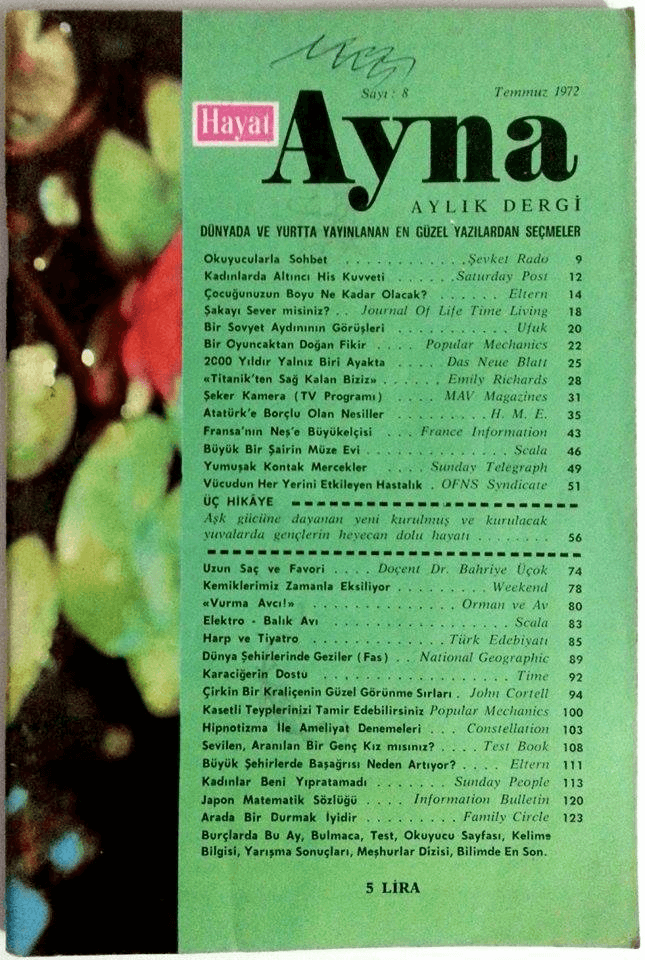 Sayı : 8
Temmuz 1972
Hayat
Ayna
AYLIK DERGİ
DÜNYADA VE YURTTA YAYINLANAN EN GÜZEL YAZILARDAN SEÇMELER
Okuyucularla Sohbet . . . . . . . . . . . . Şevket Rado 9
Kadınlarda Altıncı His Kuvveti . . . . . . Saturday Post 12
Çocuğunuzun Boyu Ne Kadar Olacak? . . . . . . Eltern 14
Şakayı Sever misiniz? . . Journal Of Life Time Living 18
Bir Sovyet Aydınının Görüşleri . . . . . . . . . . . Ufuk 20
Bir Oyuncaktan Doğan Fikir . . . . Popular Mechanics 22
2000 Yıldır Yalnız Biri Ayakta . . . . Das Neue Blatt 25
«Titanik'ten Sağ Kalan Biziz» . . . . . . Emily Richards 28
Şeker Kamera (TV Programı) . . . . MAV Magazines 31
Atatürk'e Borçlu Olan Nesiller . . . . . . . . H. M. E. 35
Fransa'nın Neş'e Büyükelçisi . . . France Information 43
Büyük Bir Şairin Müze Evi . . . . . . . . . . . . Scala 46
Yumuşak Kontak Mercekler . . . . Sunday Telegraph 49
Vücudun Her Yerini Etkileyen Hastalık . OFNS Syndicate 51
ÜÇ HİKÂYE
Aşk gücüne dayanan yeni kurulmuş ve kurulacak
yuvalarda gençlerin heyecan dolu hayatı . . . . . . . . 56
Uzun Saç ve Favori . . . . Doçent Dr. Bahriye Üçok 74
Kemiklerimiz Zamanla Eksiliyor . . . . . . . . . Weekend 78
«Vurma Avcı!» . . . . . . . . . . . . . . Orman ve Av 80
Elektro - Balık Avı . . . . . . . . . . . . . . . . . Scala 83
Harp ve Tiyatro . . . . . . . . . . . . . Türk Edebiyatı 85
Dünya Şehirlerinde Geziler (Fas) . . National Geographic 89
Karaciğerin Dostu . . . . . . . . . . . . . . . . . Time 92
Çirkin Bir Kraliçenin Güzel Görünme Sırları . John Cortell 94
Kasetli Teyplerinizi Tamir Edebilirsiniz Popular Mechanics 100
Hipnotizma İle Ameliyat Denemeleri . . . Constellation 103
Sevilen, Aranılan Bir Genç Kız mısınız? . . . . Test Book 108
Büyük Şehirlerde Başağrısı Neden Artıyor? . . . . Eltern 111
Kadınlar Beni Yıpratamadı . . . . . . . Sunday People 113
Japon Matematik Sözlüğü . . . . Information Bulletin 120
Arada Bir Durmak İyidir . . . . . . . . Family Circle 123
Burçlarda Bu Ay, Bulmaca, Test, Okuyucu Sayfası, Kelime
Bilgisi, Yarışma Sonuçları, Meşhurlar Dizisi, Bilimde En Son.
5 LİRA